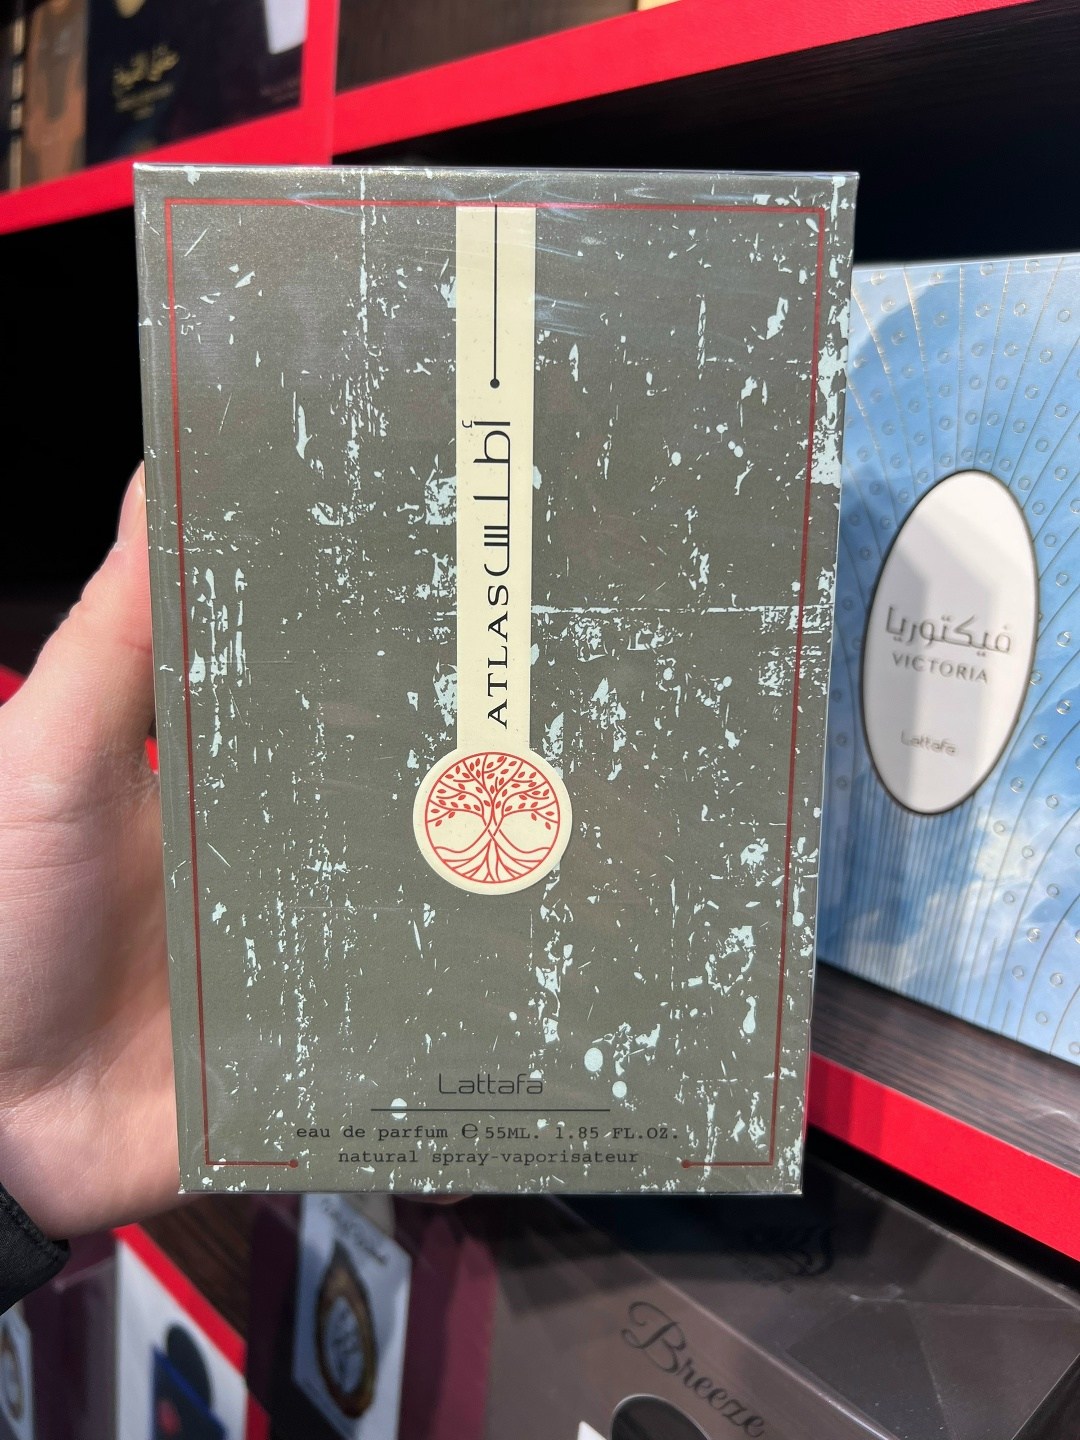 أطلس
ATLAS
Lattafa
eau de parfum ℮ 55ML. 1.85 FL.OZ.
natural spray-vaporisateur
فيكتوريا
VICTORIA
Lattafa
Breeze